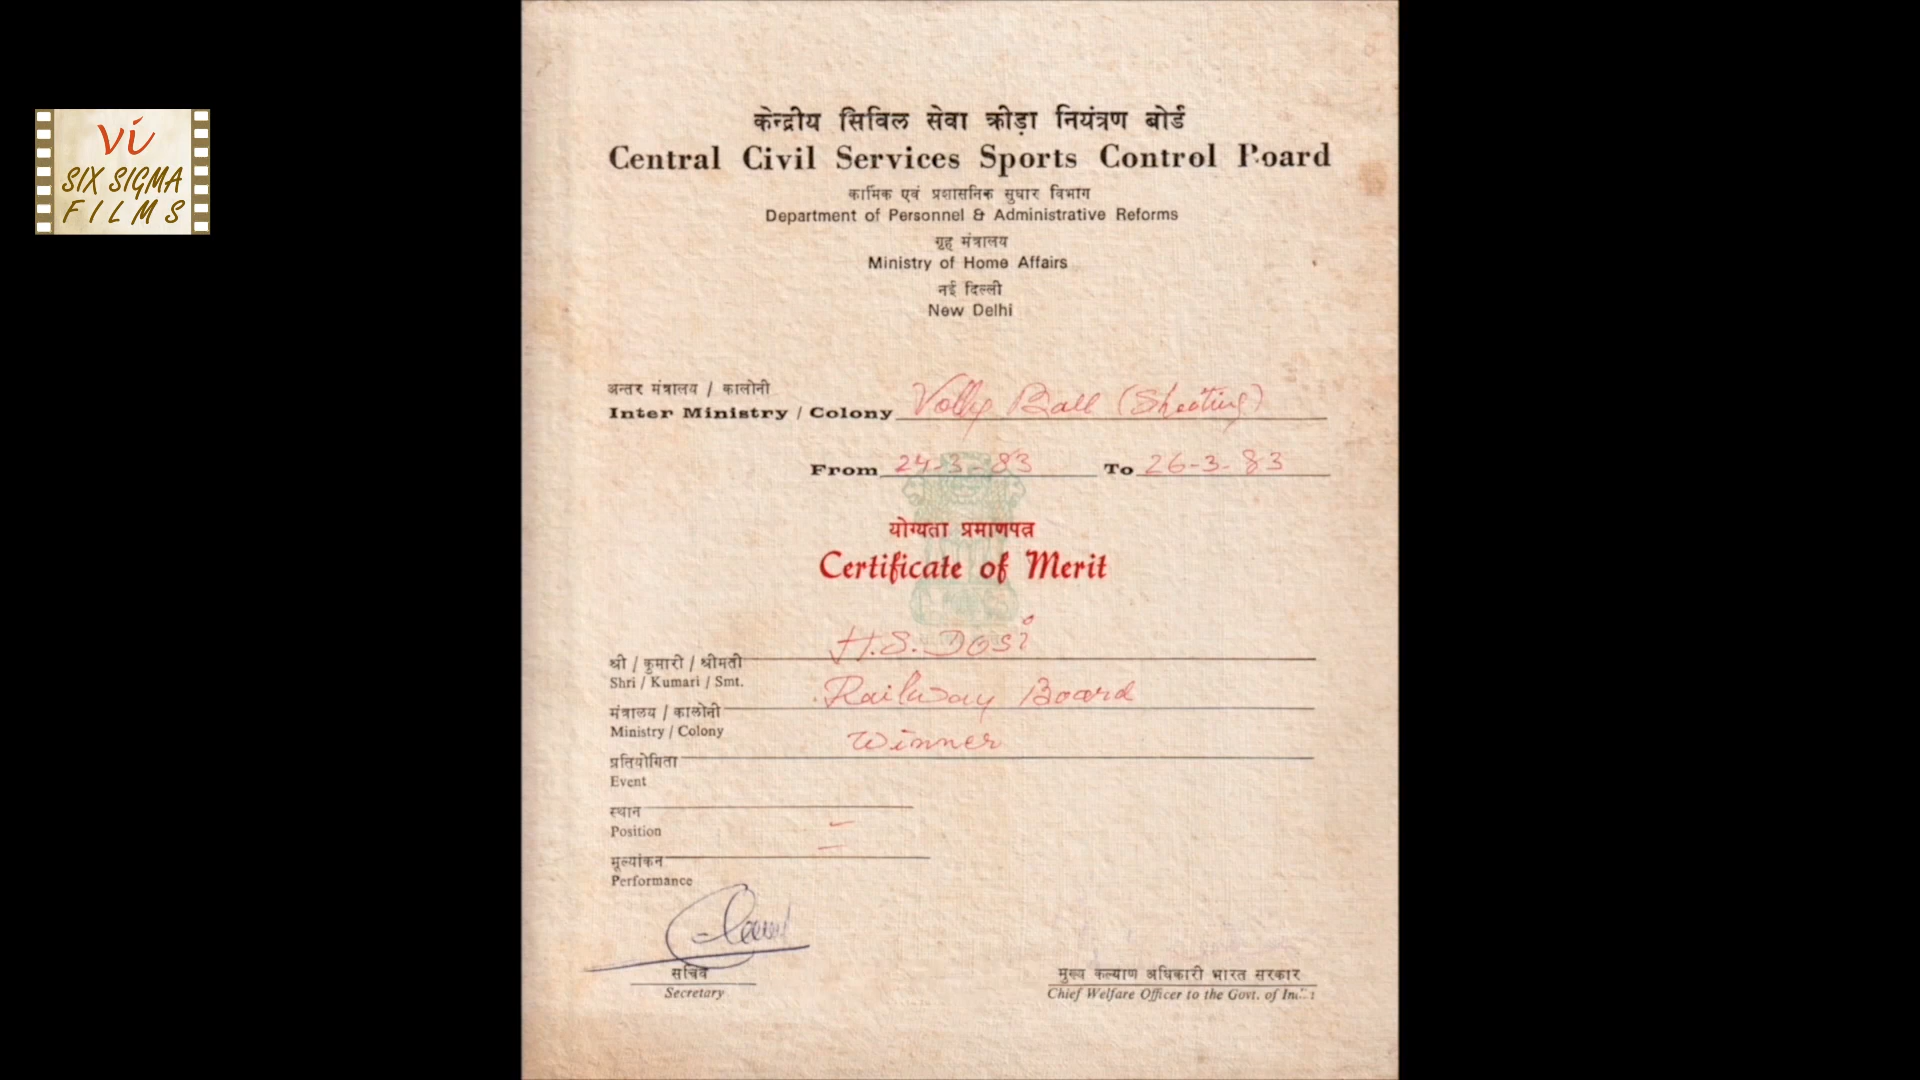 vi
SIX SIGMA
FILMS
केन्द्रीय सिविल सेवा क्रीड़ा नियंत्रण बोर्ड
Central Civil Services Sports Control Board
कार्मिक एवं प्रशासनिक सुधार विभाग
Department of Personnel & Administrative Reforms
गृह मंत्रालय
Ministry of Home Affairs
नई दिल्ली
New Delhi
अन्तर मंत्रालय / कालोनी
Inter Ministry / Colony Volly Ball (Shooting)
From 24-3-83 To 26-3-83
योग्यता प्रमाणपत्र
Certificate of Merit
श्री / कुमारी / श्रीमती H.S. Dosi
Shri / Kumari / Smt.
मंत्रालय / कालोनी Railway Board
Ministry / Colony
प्रतियोगिता Winner
Event
स्थान
Position
मूल्यांकन
Performance
सचिव
Secretary
मुख्य कल्याण अधिकारी भारत सरकार
Chief Welfare Officer to the Govt. of India